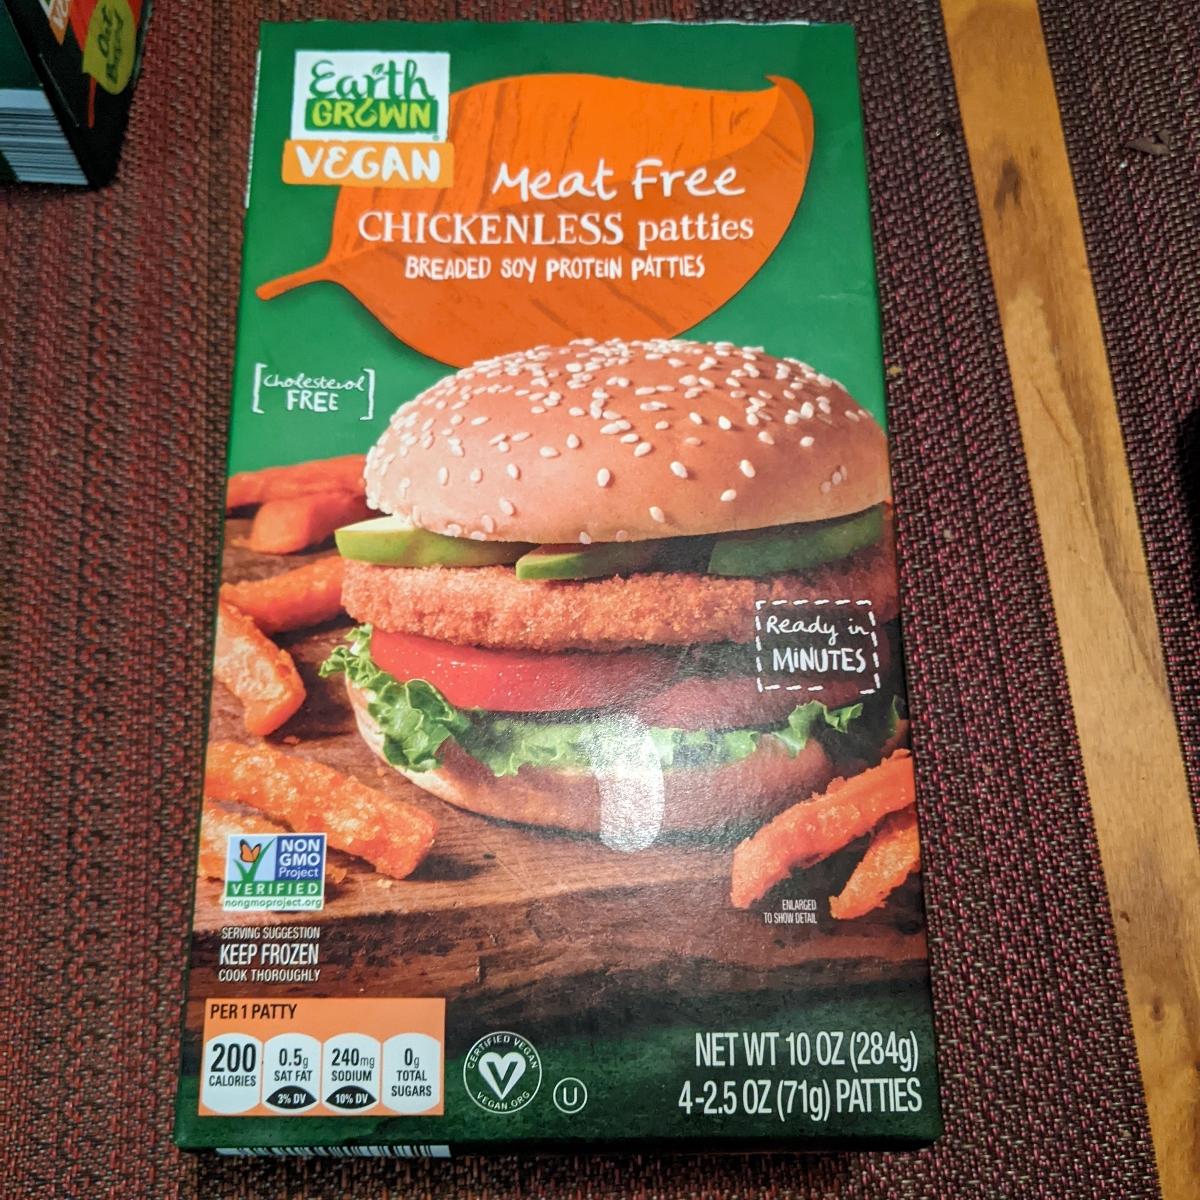 Earth
GROWN
VEGAN
Meat Free
CHICKENLESS patties
BREADED SOY PROTEIN PATTIES
Cholesterol
FREE
Ready in
MINUTES
NON
GMO
Project
VERIFIED
nongmoproject.org
ENLARGED
TO SHOW DETAIL
SERVING SUGGESTION
KEEP FROZEN
COOK THOROUGHLY
PER 1 PATTY
200
CALORIES
0.5g
SAT FAT
3% DV
240mg
SODIUM
10% DV
0g
TOTAL
SUGARS
CERTIFIED VEGAN
VEGAN.ORG
U
NET WT 10 OZ (284g)
4-2.5 OZ (71g) PATTIES